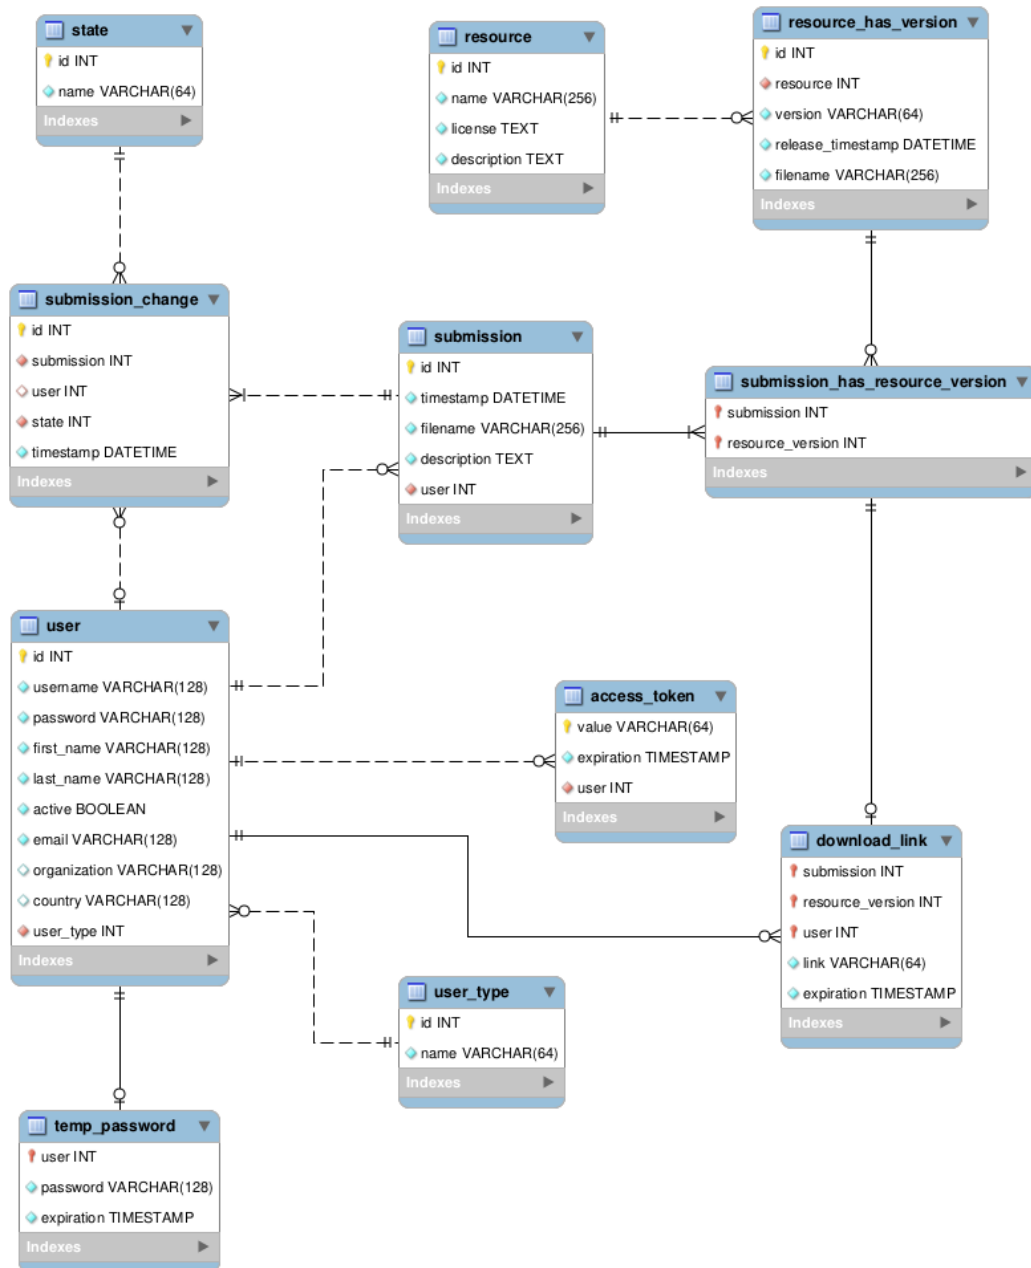 state
id INT
name VARCHAR(64)
Indexes
resource
id INT
name VARCHAR(256)
license TEXT
description TEXT
Indexes
resource_has_version
id INT
resource INT
version VARCHAR(64)
release_timestamp DATETIME
filename VARCHAR(256)
Indexes
submission_change
id INT
submission INT
user INT
state INT
timestamp DATETIME
Indexes
submission
id INT
timestamp DATETIME
filename VARCHAR(256)
description TEXT
user INT
Indexes
submission_has_resource_version
submission INT
resource_version INT
Indexes
user
id INT
username VARCHAR(128)
password VARCHAR(128)
first_name VARCHAR(128)
last_name VARCHAR(128)
active BOOLEAN
email VARCHAR(128)
organization VARCHAR(128)
country VARCHAR(128)
user_type INT
Indexes
access_token
value VARCHAR(64)
expiration TIMESTAMP
user INT
Indexes
download_link
submission INT
resource_version INT
user INT
link VARCHAR(64)
expiration TIMESTAMP
Indexes
user_type
id INT
name VARCHAR(64)
Indexes
temp_password
user INT
password VARCHAR(128)
expiration TIMESTAMP
Indexes